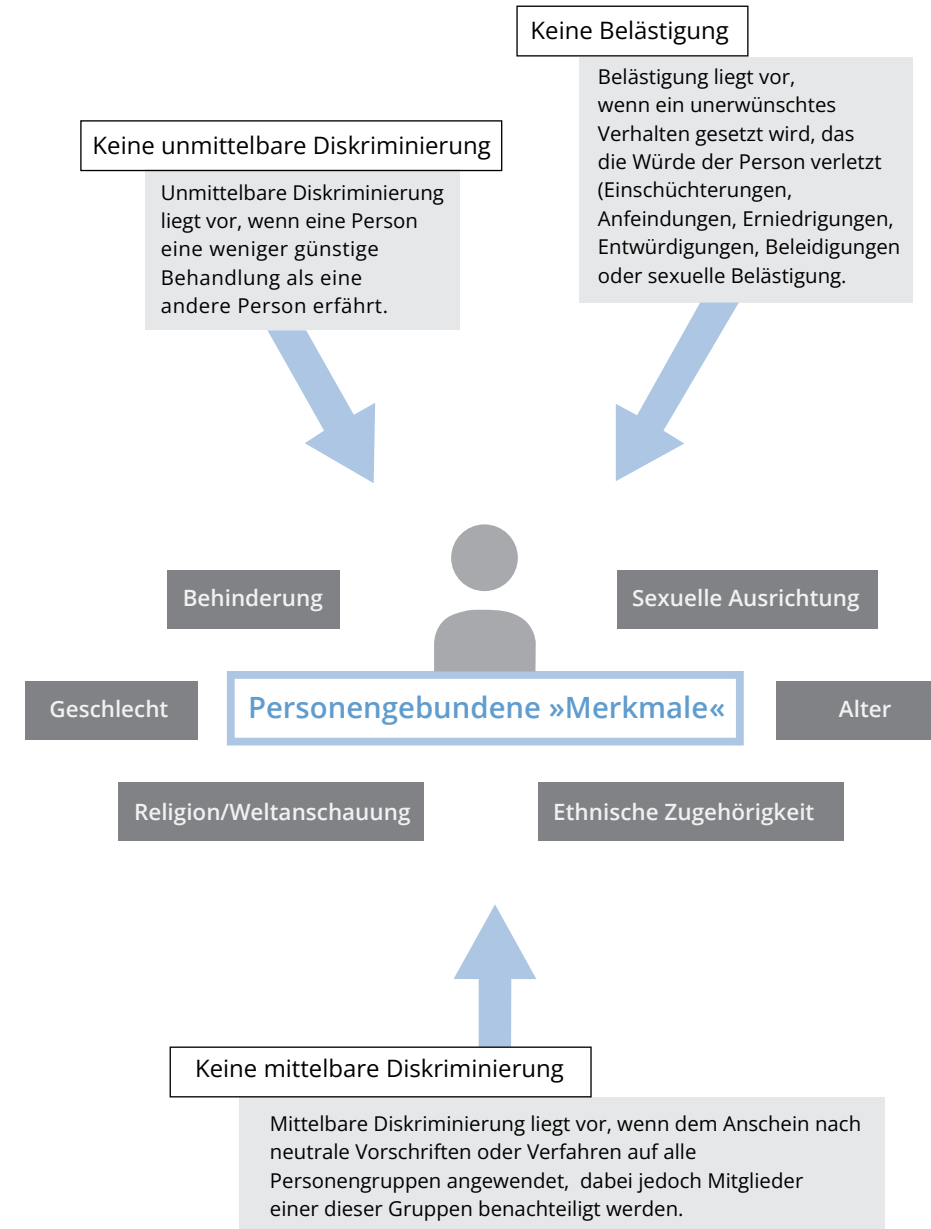 Keine Belästigung
Belästigung liegt vor,
wenn ein unerwünschtes
Verhalten gesetzt wird, das
die Würde der Person verletzt
(Einschüchterungen,
Anfeindungen, Erniedrigungen,
Entwürdigungen, Beleidigungen
oder sexuelle Belästigung.
Keine unmittelbare Diskriminierung
Unmittelbare Diskriminierung
liegt vor, wenn eine Person
eine weniger günstige
Behandlung als eine
andere Person erfährt.
Behinderung
Sexuelle Ausrichtung
Geschlecht
Personengebundene »Merkmale«
Alter
Religion/Weltanschauung
Ethnische Zugehörigkeit
Keine mittelbare Diskriminierung
Mittelbare Diskriminierung liegt vor, wenn dem Anschein nach
neutrale Vorschriften oder Verfahren auf alle
Personengruppen angewendet, dabei jedoch Mitglieder
einer dieser Gruppen benachteiligt werden.